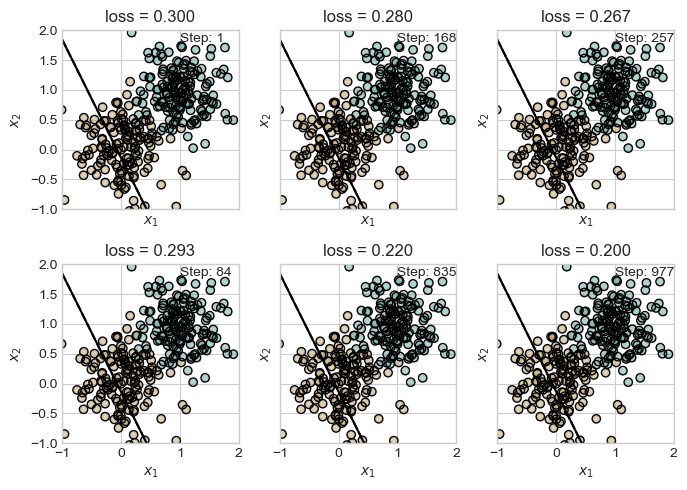 loss = 0.300
loss = 0.280
loss = 0.267
2.0
1.5
1.0
0.5
0.0
−0.5
−1.0
x2
Step: 1
x1
x2
Step: 168
x1
x2
Step: 257
x1
loss = 0.293
loss = 0.220
loss = 0.200
2.0
1.5
1.0
0.5
0.0
−0.5
−1.0
x2
Step: 84
−1 0 1 2
x1
x2
Step: 835
−1 0 1 2
x1
x2
Step: 977
−1 0 1 2
x1